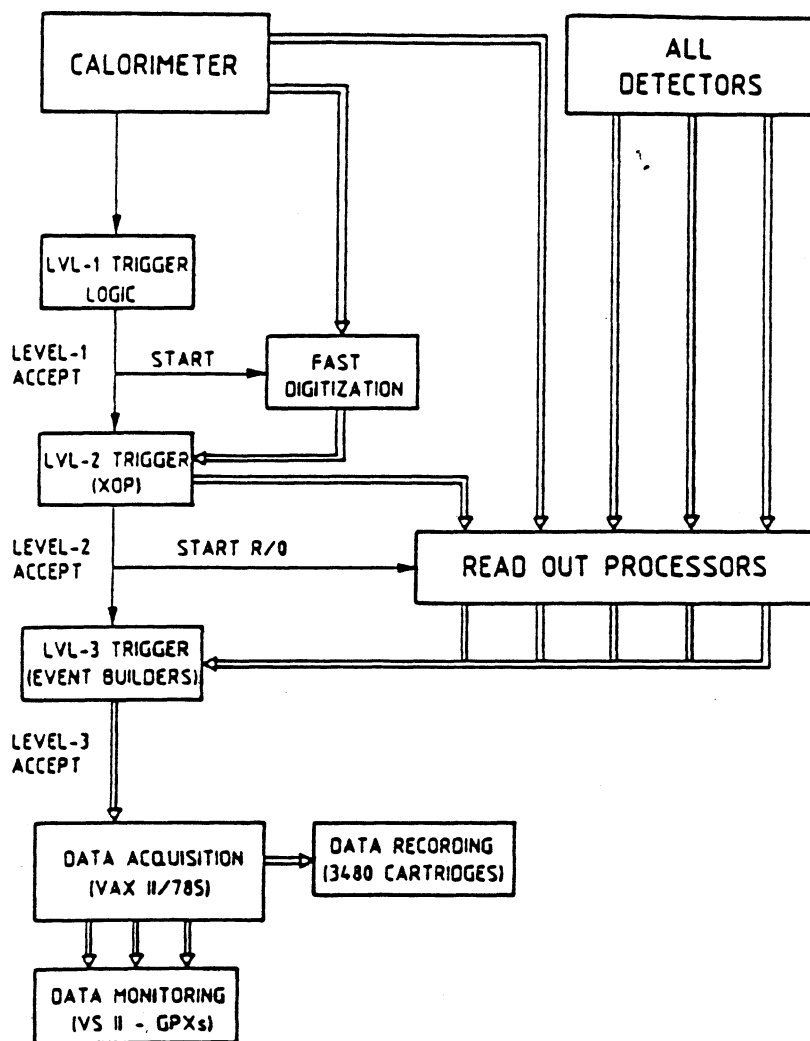 CALORIMETER
ALL
DETECTORS
LVL-1 TRIGGER
LOGIC
LEVEL-1
ACCEPT
START
FAST
DIGITIZATION
LVL-2 TRIGGER
(XOP)
LEVEL-2
ACCEPT
START R/O
READ OUT PROCESSORS
LVL-3 TRIGGER
(EVENT BUILDERS)
LEVEL-3
ACCEPT
DATA ACQUISITION
(VAX II/785)
DATA RECORDING
(3480 CARTRIDGES)
DATA MONITORING
(VS II - GPXs)